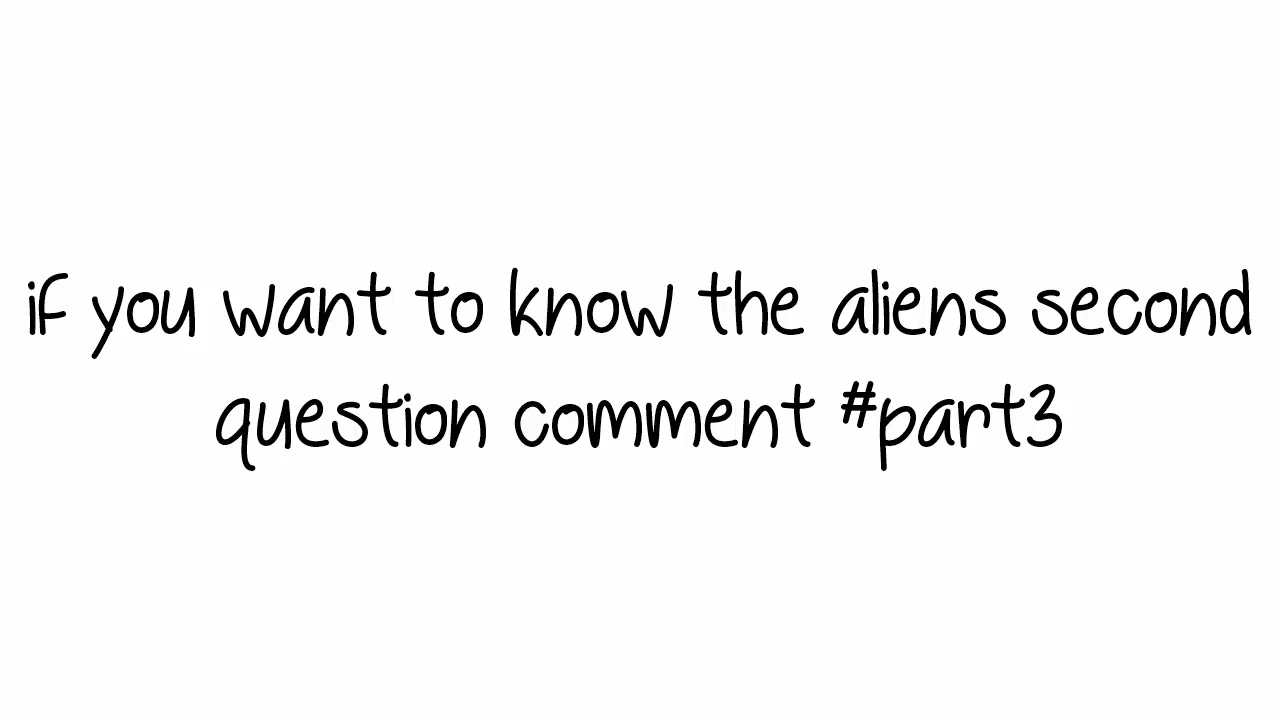 if you want to know the aliens second
question comment #part3